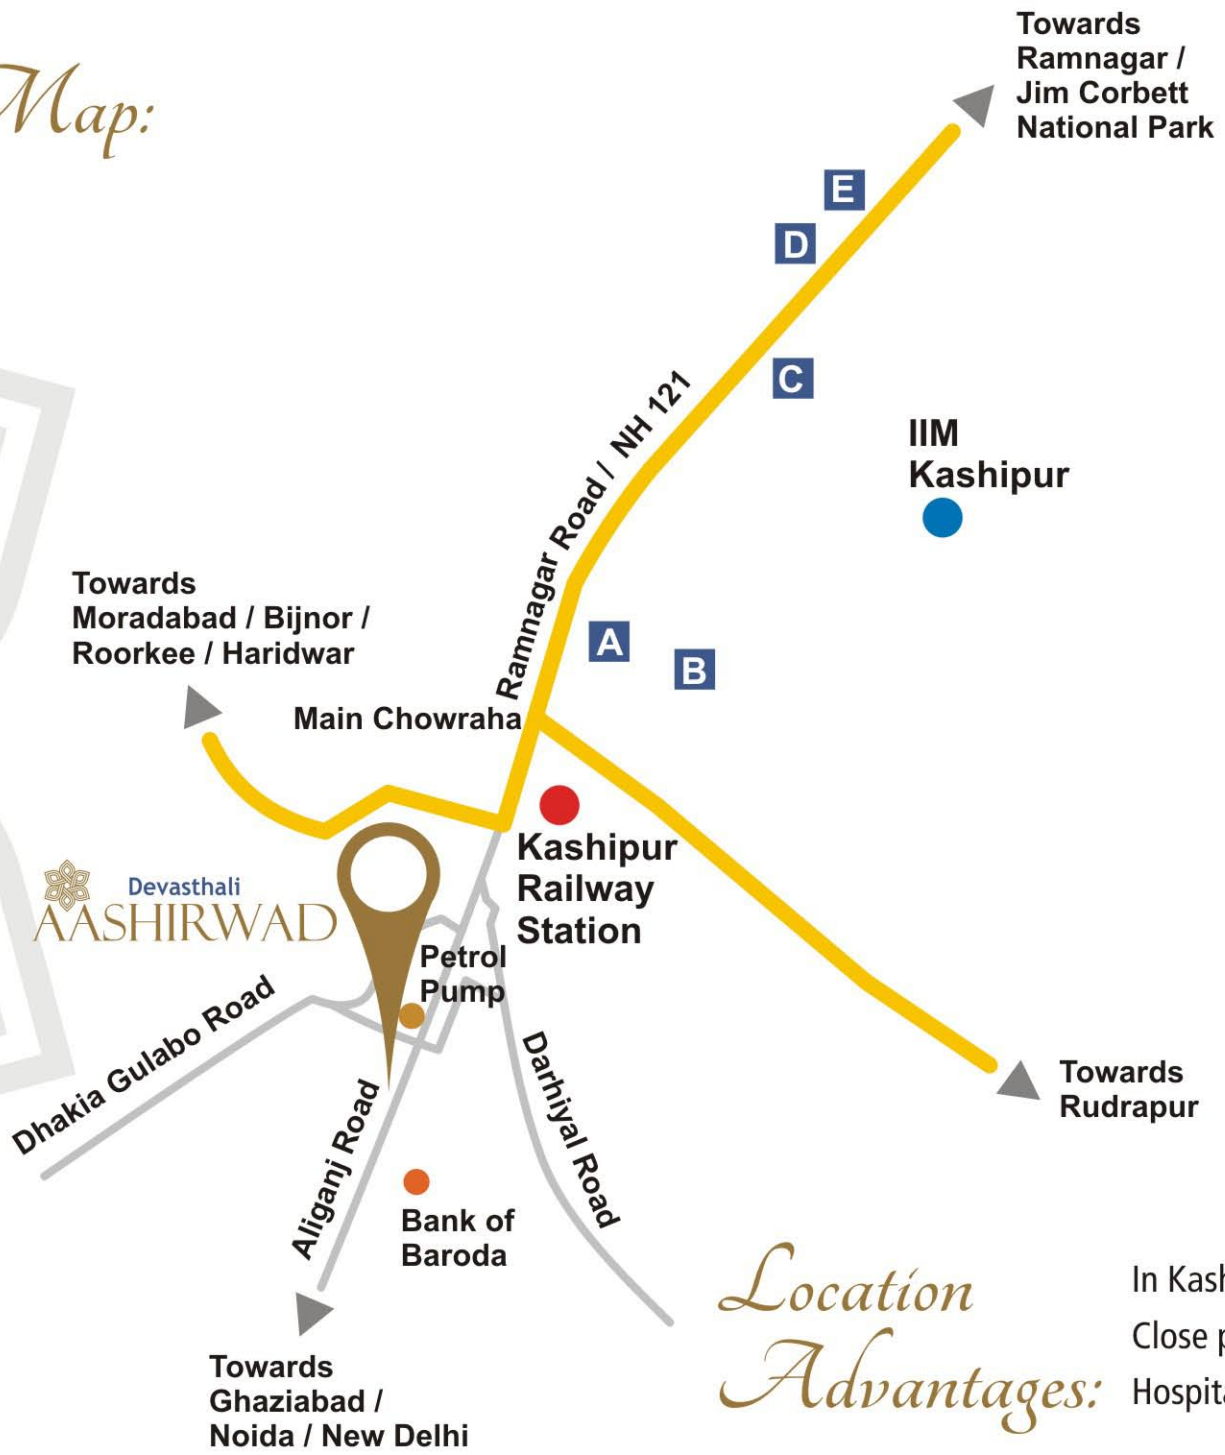 Map:
Towards
Ramnagar /
Jim Corbett
National Park
E
D
C
Ramnagar Road / NH 121
IIM
Kashipur
Towards
Moradabad / Bijnor /
Roorkee / Haridwar
A
B
Main Chowraha
Kashipur
Railway
Station
Devasthali
AASHIRWAD
Petrol
Pump
Dhakia Gulabo Road
Aliganj Road
Darhiyal Road
Towards
Rudrapur
Bank of
Baroda
Towards
Ghaziabad /
Noida / New Delhi
Location
Advantages:
In
Close